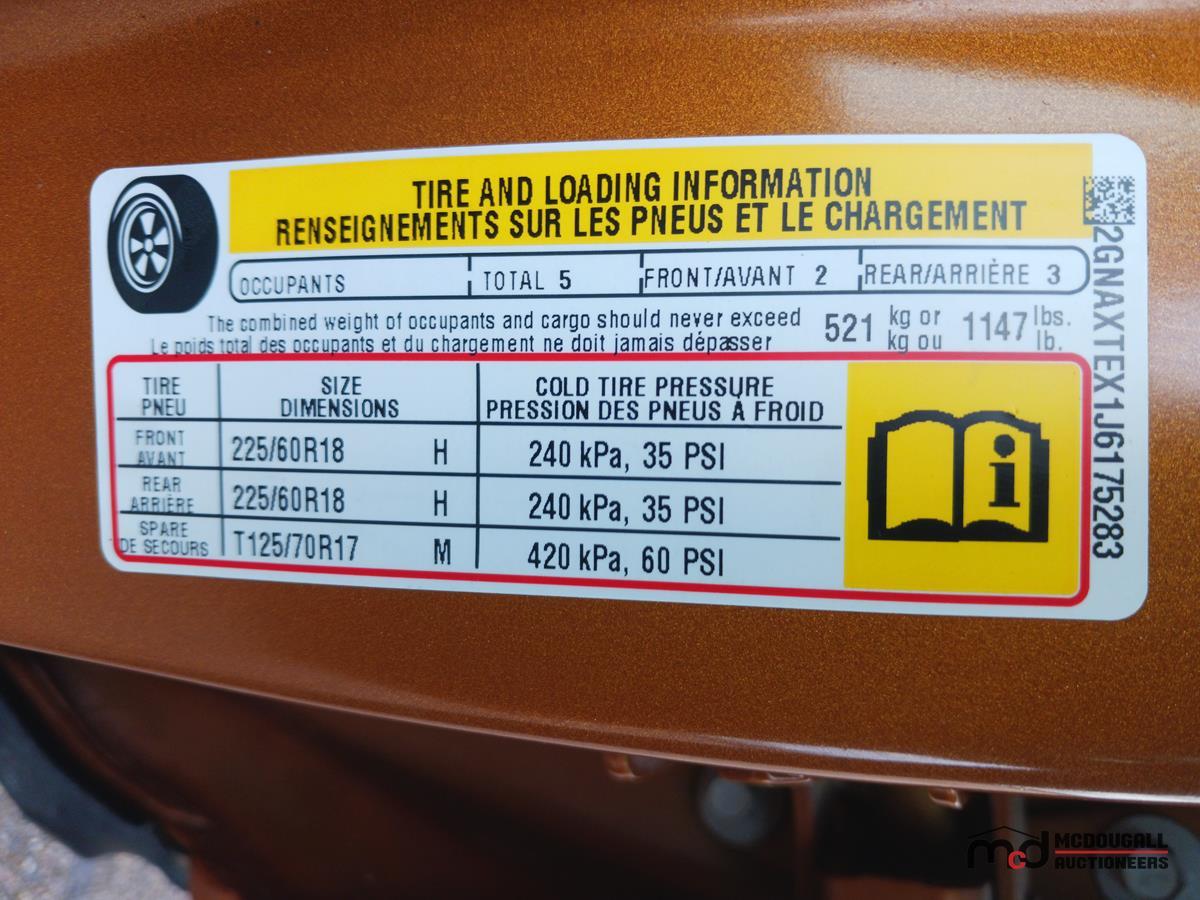 TIRE AND LOADING INFORMATION
RENSEIGNEMENTS SUR LES PNEUS ET LE CHARGEMENT
OCCUPANTS TOTAL 5 FRONT/AVANT 2 REAR/ARRIÈRE 3
The combined weight of occupants and cargo should never exceed 521 kg or 1147 lbs.
Le poids total des occupants et du chargement ne doit jamais dépasser kg ou lb.
TIRE SIZE COLD TIRE PRESSURE
PNEU DIMENSIONS PRESSION DES PNEUS À FROID
FRONT
AVANT 225/60R18 H 240 kPa, 35 PSI
REAR
ARRIÈRE 225/60R18 H 240 kPa, 35 PSI
SPARE
DE SECOURS T125/70R17 M 420 kPa, 60 PSI
i
2GNAXTEX1J6175283
mcd MCDOUGALL
AUCTIONEERS